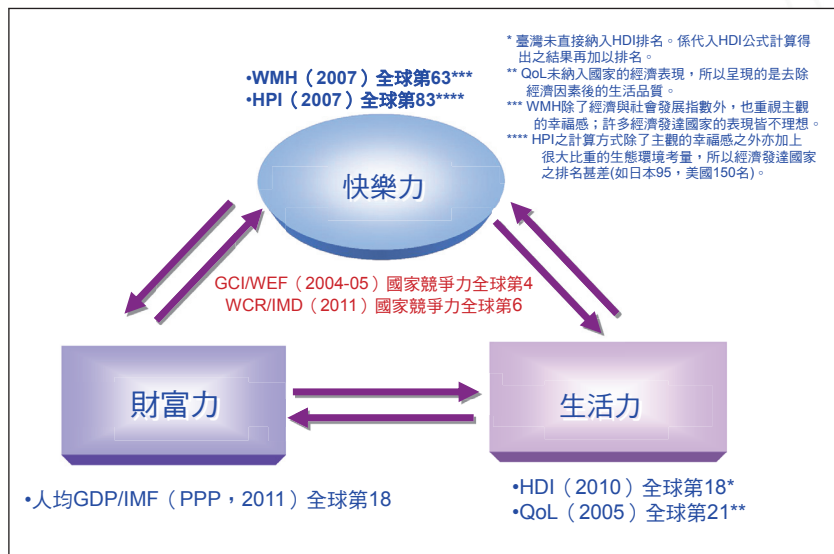 •WMH（2007）全球第63***
•HPI（2007）全球第83****
* 臺灣未直接納入HDI排名。係代入HDI公式計算得
出之結果再加以排名。
** QoL未納入國家的經濟表現，所以呈現的是去除
經濟因素後的生活品質。
*** WMH除了經濟與社會發展指數外，也重視主觀
的幸福感；許多經濟發達國家的表現皆不理想。
**** HPI之計算方式除了主觀的幸福感之外亦加上
很大比重的生態環境考量，所以經濟發達國家
之排名甚差(如日本95，美國150名)。
快樂力
GCI/WEF（2004-05）國家競爭力全球第4
WCR/IMD（2011）國家競爭力全球第6
財富力
生活力
•人均GDP/IMF（PPP，2011）全球第18
•HDI（2010）全球第18*
•QoL（2005）全球第21**